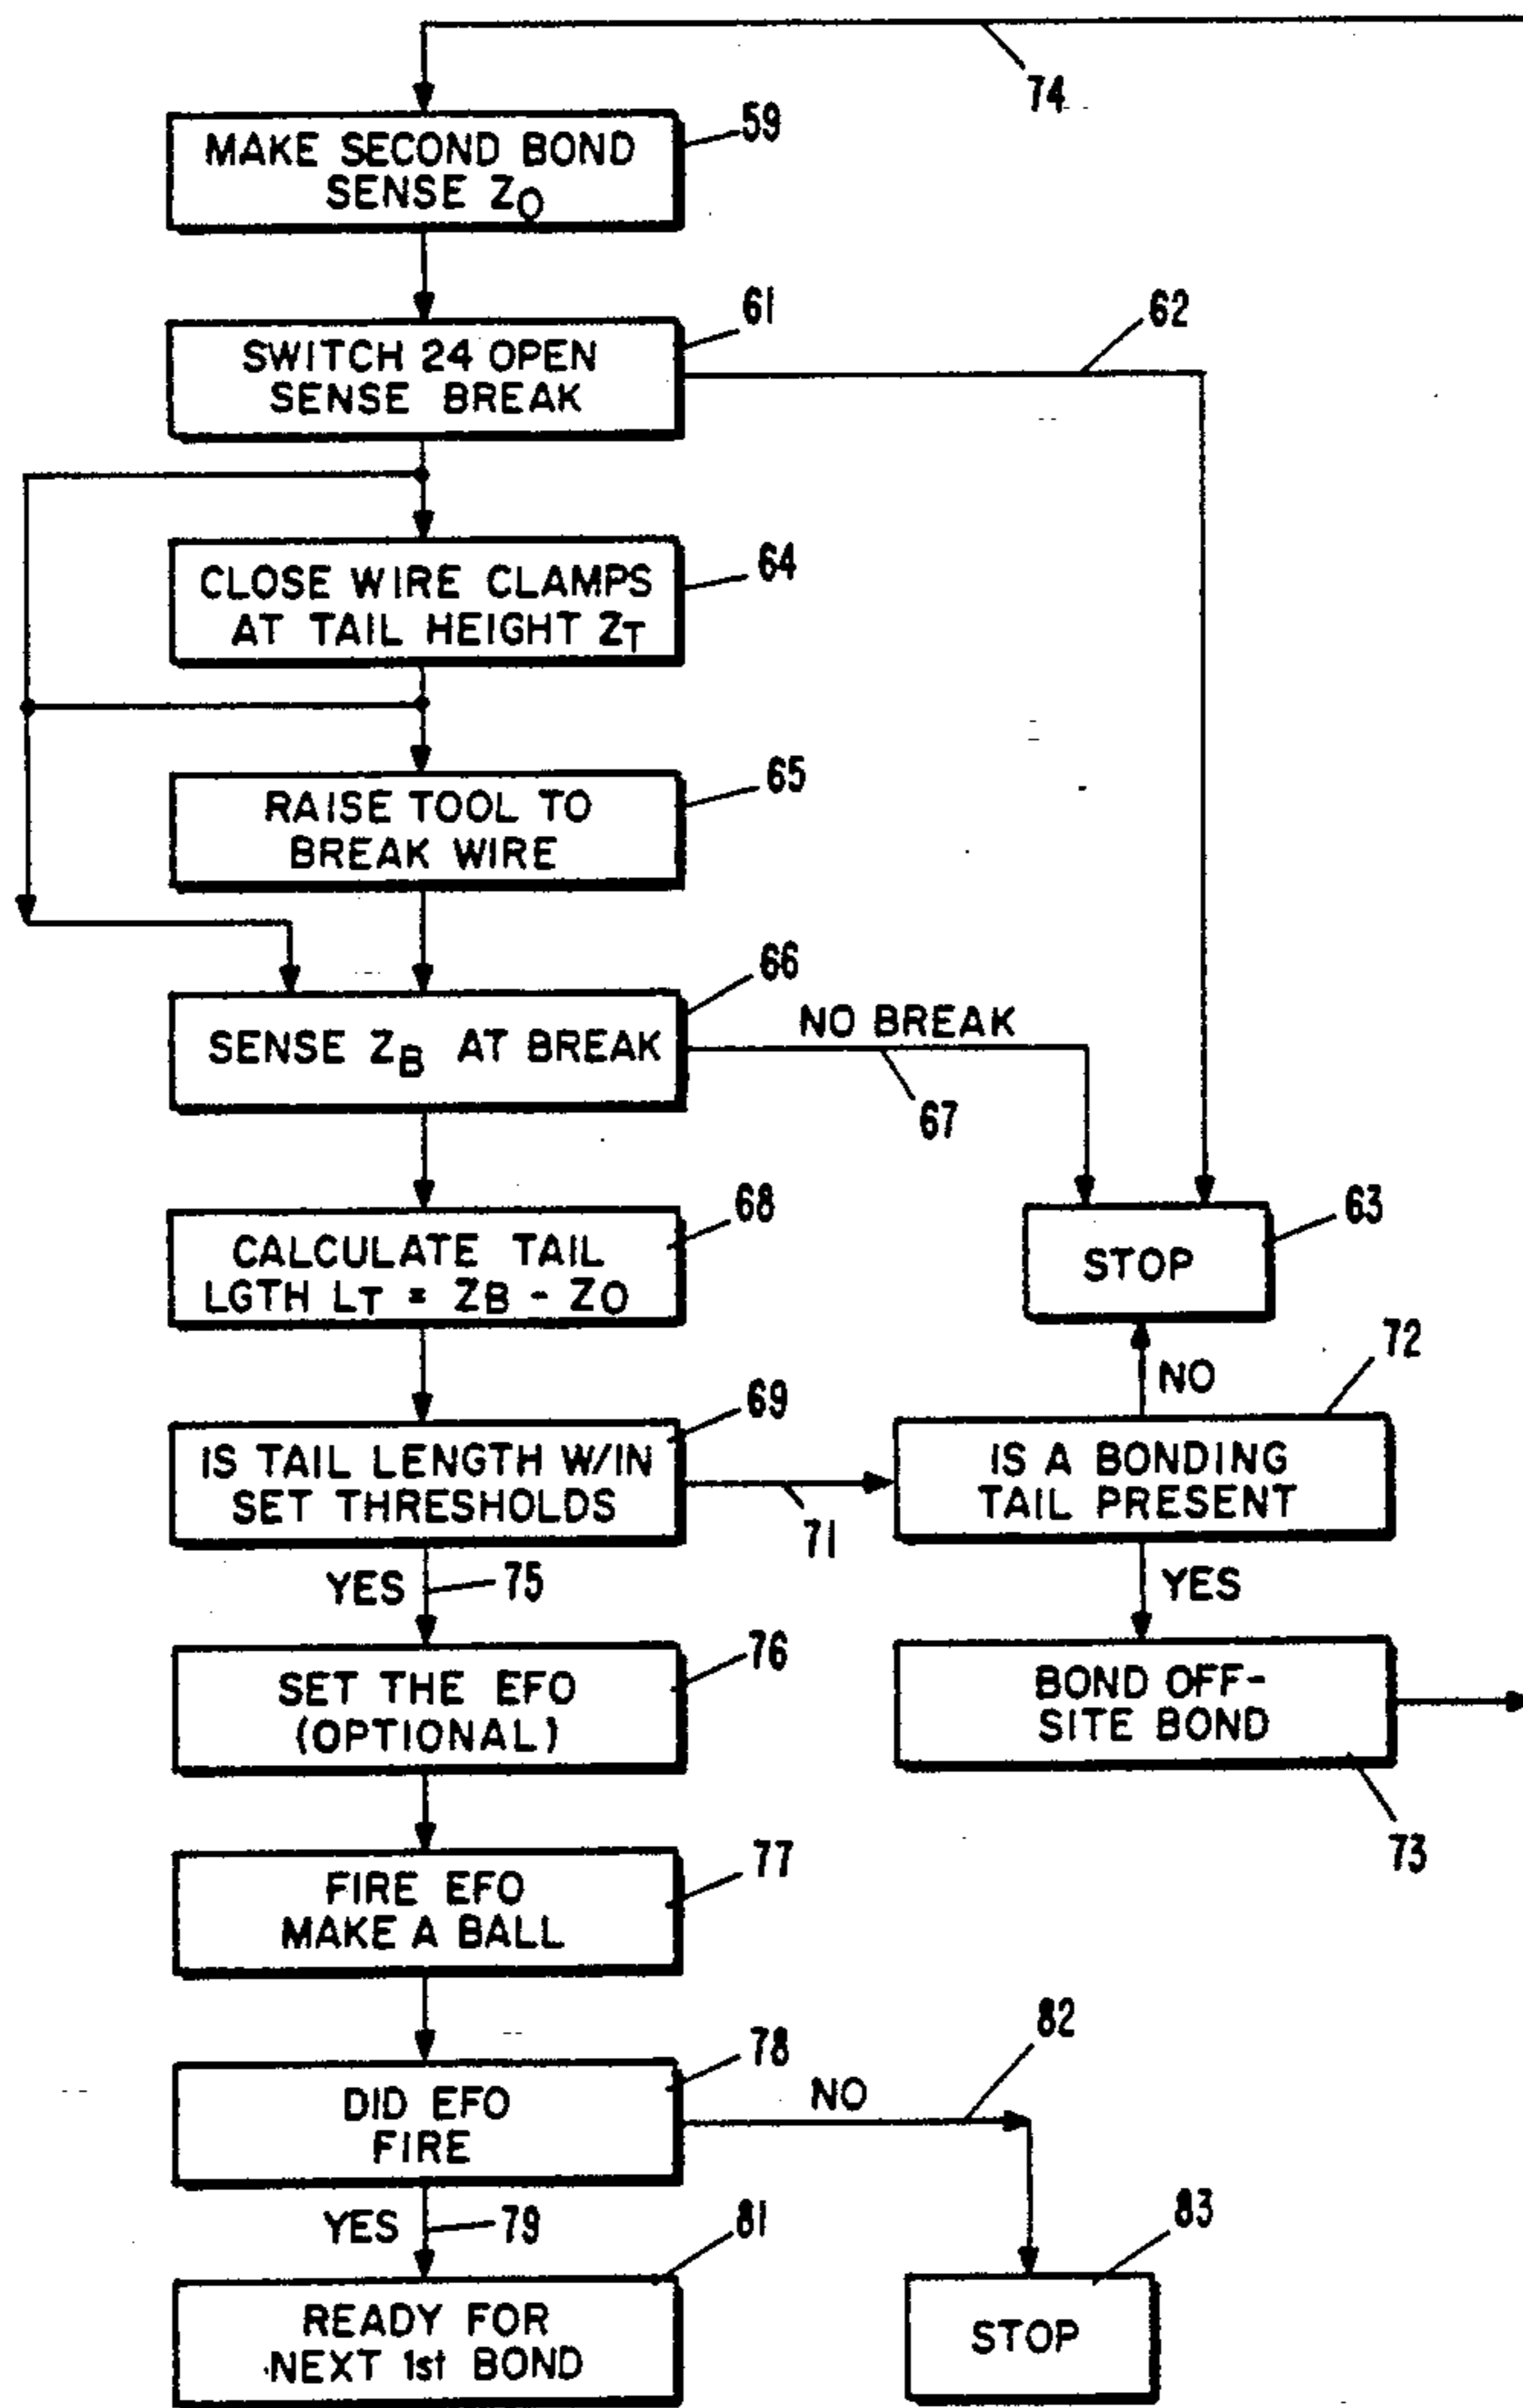 74
MAKE SECOND BOND
SENSE ZO
59
SWITCH 24 OPEN
SENSE BREAK
61
62
CLOSE WIRE CLAMPS
AT TAIL HEIGHT ZT
64
RAISE TOOL TO
BREAK WIRE
65
SENSE ZB AT BREAK
66
NO BREAK
67
CALCULATE TAIL
LGTH LT = ZB - ZO
68
STOP
63
NO
72
IS TAIL LENGTH W/IN
SET THRESHOLDS
69
71
IS A BONDING
TAIL PRESENT
YES
75
YES
SET THE EFO
(OPTIONAL)
76
BOND OFF-
SITE BOND
73
FIRE EFO
MAKE A BALL
77
DID EFO
FIRE
78
NO
82
YES
79
81
83
READY FOR
NEXT 1st BOND
STOP